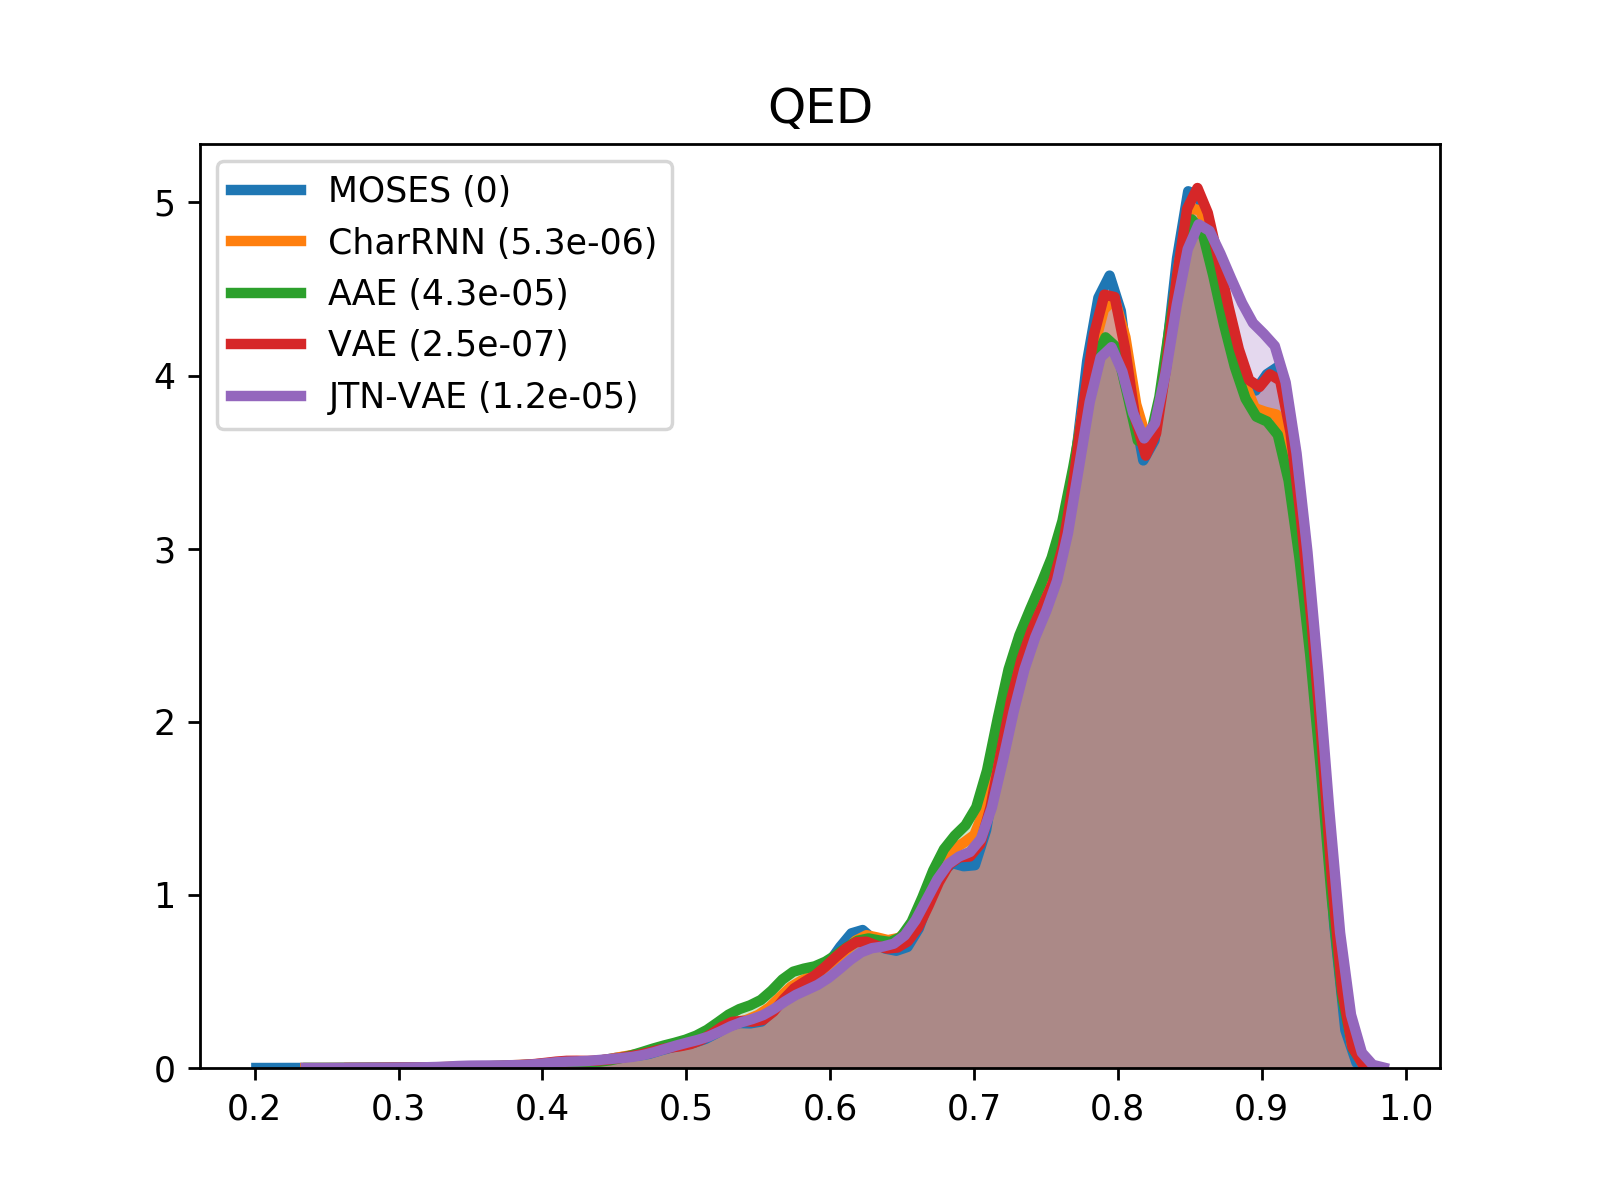 QED
MOSES (0)
CharRNN (5.3e-06)
AAE (4.3e-05)
VAE (2.5e-07)
JTN-VAE (1.2e-05)
5
4
3
2
1
0
0.2 0.3 0.4 0.5 0.6 0.7 0.8 0.9 1.0